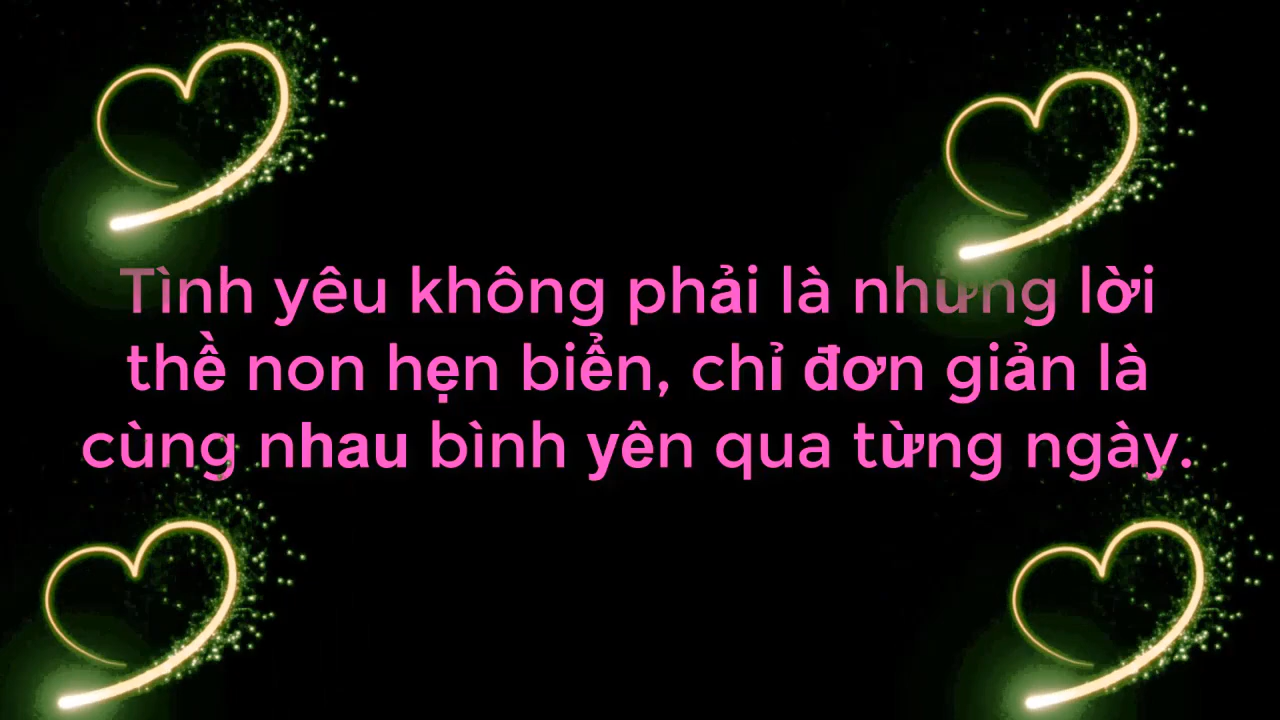 Tình yêu không phải là những lời
thề non hẹn biển, chỉ đơn giản là
cùng nhau bình yên qua từng ngày.